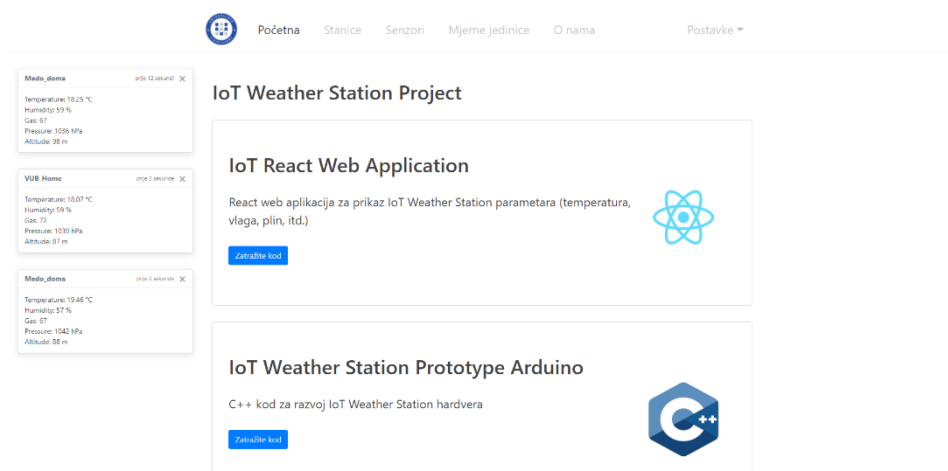 Početna Stanice Senzori Mjerne jedinice O nama Postavke
Medo_doma prije 12 sekundi
Temperature: 18.25 °C
Humidity: 59 %
Gas: 67
Pressure: 1036 hPa
Altitude: 98 m
VUB_Home prije 2 sekunde
Temperature: 18.07 °C
Humidity: 59 %
Gas: 72
Pressure: 1030 hPa
Altitude: 87 m
Medo_doma prije 2 sekunde
Temperature: 19.46 °C
Humidity: 57 %
Gas: 67
Pressure: 1042 hPa
Altitude: 88 m
IoT Weather Station Project
IoT React Web Application
React web aplikacija za prikaz IoT Weather Station parametara (temperatura,
vlaga, plin, itd.)
Zatražite kod
IoT Weather Station Prototype Arduino
C++ kod za razvoj IoT Weather Station hardvera
Zatražite kod
C++